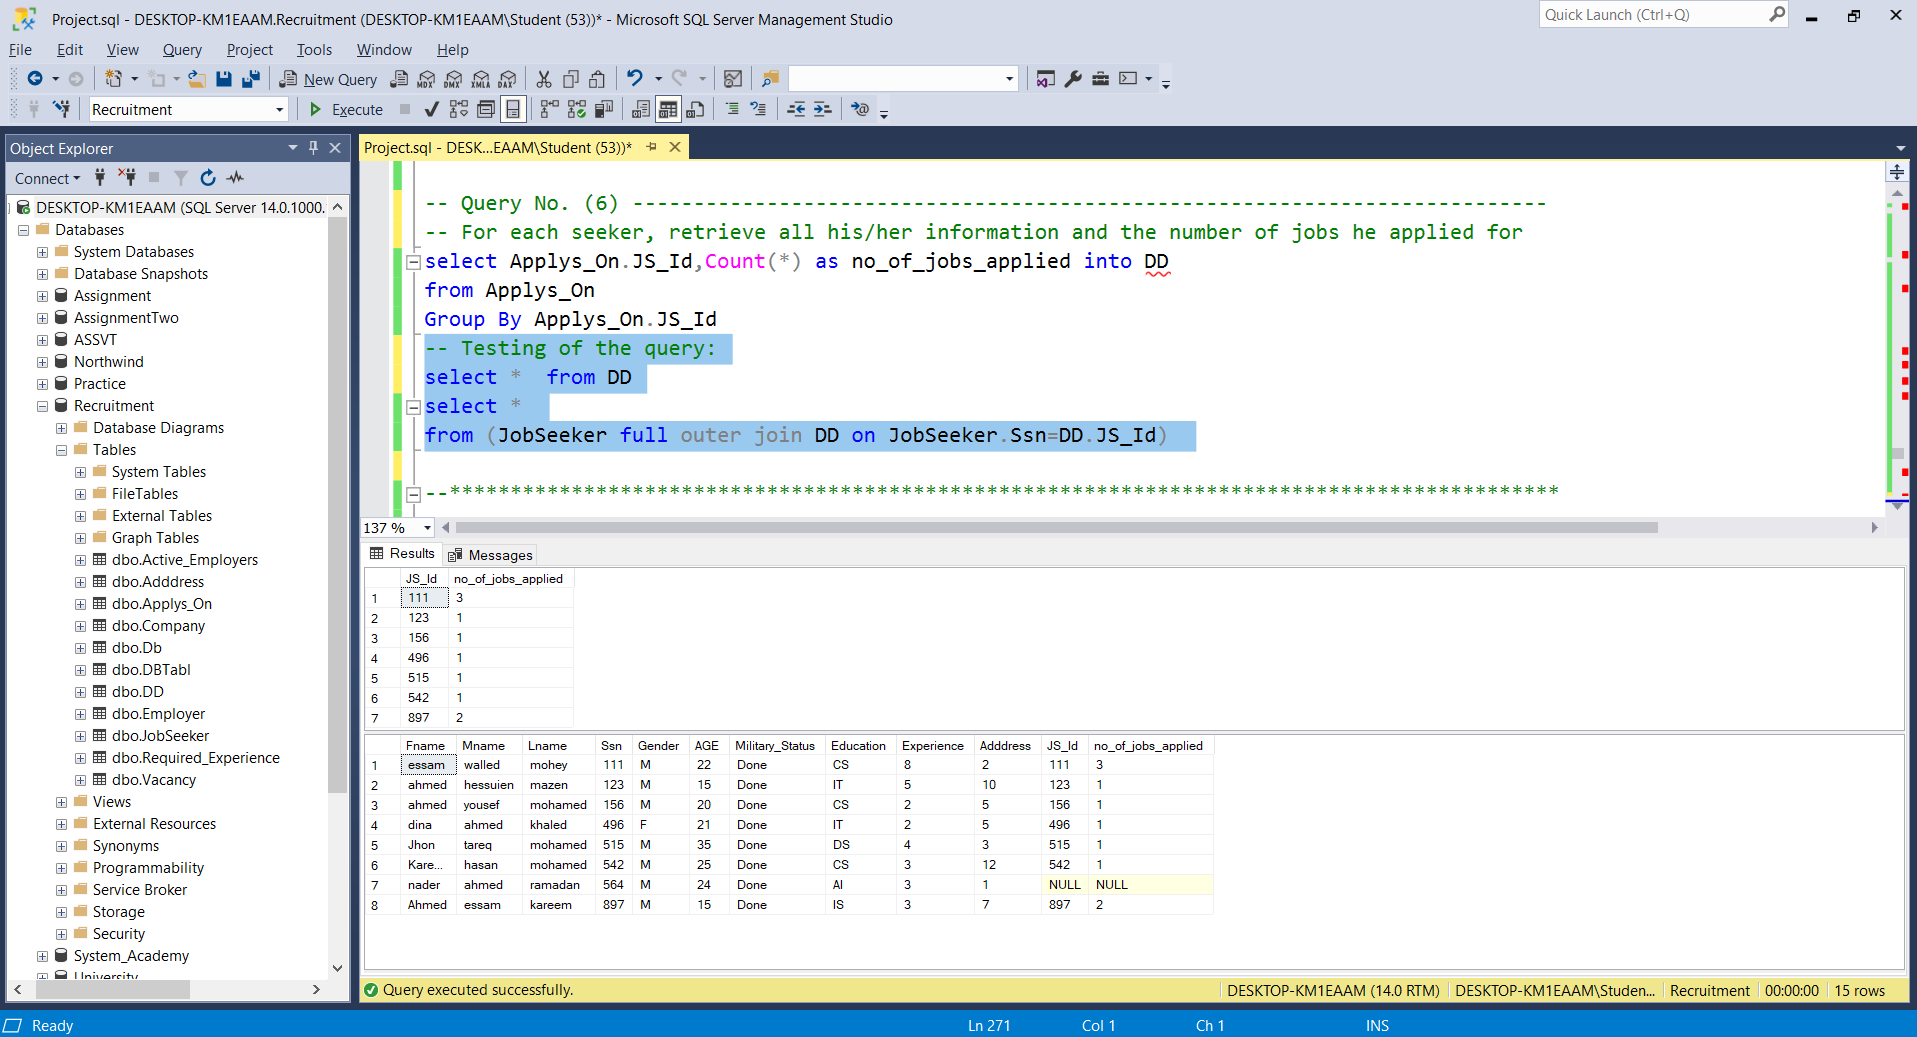 Project.sql - DESKTOP-KM1EAAM.Recruitment (DESKTOP-KM1EAAM\Student (53))* - Microsoft SQL Server Management Studio
Quick Launch (Ctrl+Q)
File Edit View Query Project Tools Window Help
New Query MDX DMX XMLA DAX
Recruitment Execute
Object Explorer
Connect
DESKTOP-KM1EAAM (SQL Server 14.0.1000.
Databases
System Databases
Database Snapshots
Assignment
AssignmentTwo
ASSVT
Northwind
Practice
Recruitment
Database Diagrams
Tables
System Tables
FileTables
External Tables
Graph Tables
dbo.Active_Employers
dbo.Adddress
dbo.Applys_On
dbo.Company
dbo.Db
dbo.DBTabl
dbo.DD
dbo.Employer
dbo.JobSeeker
dbo.Required_Experience
dbo.Vacancy
Views
External Resources
Synonyms
Programmability
Service Broker
Storage
Security
System_Academy
University
Project.sql - DESK...EAAM\Student (53))*
-- Query No. (6) ---------------------------------------------------------------------------
-- For each seeker, retrieve all his/her information and the number of jobs he applied for
select Applys_On.JS_Id,Count(*) as no_of_jobs_applied into DD
from Applys_On
Group By Applys_On.JS_Id
-- Testing of the query:
select * from DD
select *
from (JobSeeker full outer join DD on JobSeeker.Ssn=DD.JS_Id)
--*******************************************************************************************
137 %
Results Messages
JS_Id no_of_jobs_applied
1 111 3
2 123 1
3 156 1
4 496 1
5 515 1
6 542 1
7 897 2
Fname Mname Lname Ssn Gender AGE Military_Status Education Experience Adddress JS_Id no_of_jobs_applied
1 essam walled mohey 111 M 22 Done CS 8 2 111 3
2 ahmed hessuien mazen 123 M 15 Done IT 5 10 123 1
3 ahmed yousef mohamed 156 M 20 Done CS 2 5 156 1
4 dina ahmed khaled 496 F 21 Done IT 2 5 496 1
5 Jhon tareq mohamed 515 M 35 Done DS 4 3 515 1
6 Kare... hasan mohamed 542 M 25 Done CS 3 12 542 1
7 nader ahmed ramadan 564 M 24 Done AI 3 1 NULL NULL
8 Ahmed essam kareem 897 M 15 Done IS 3 7 897 2
Query executed successfully. DESKTOP-KM1EAAM (14.0 RTM) DESKTOP-KM1EAAM\Studen... Recruitment 00:00:00 15 rows
Ready Ln 271 Col 1 Ch 1 INS